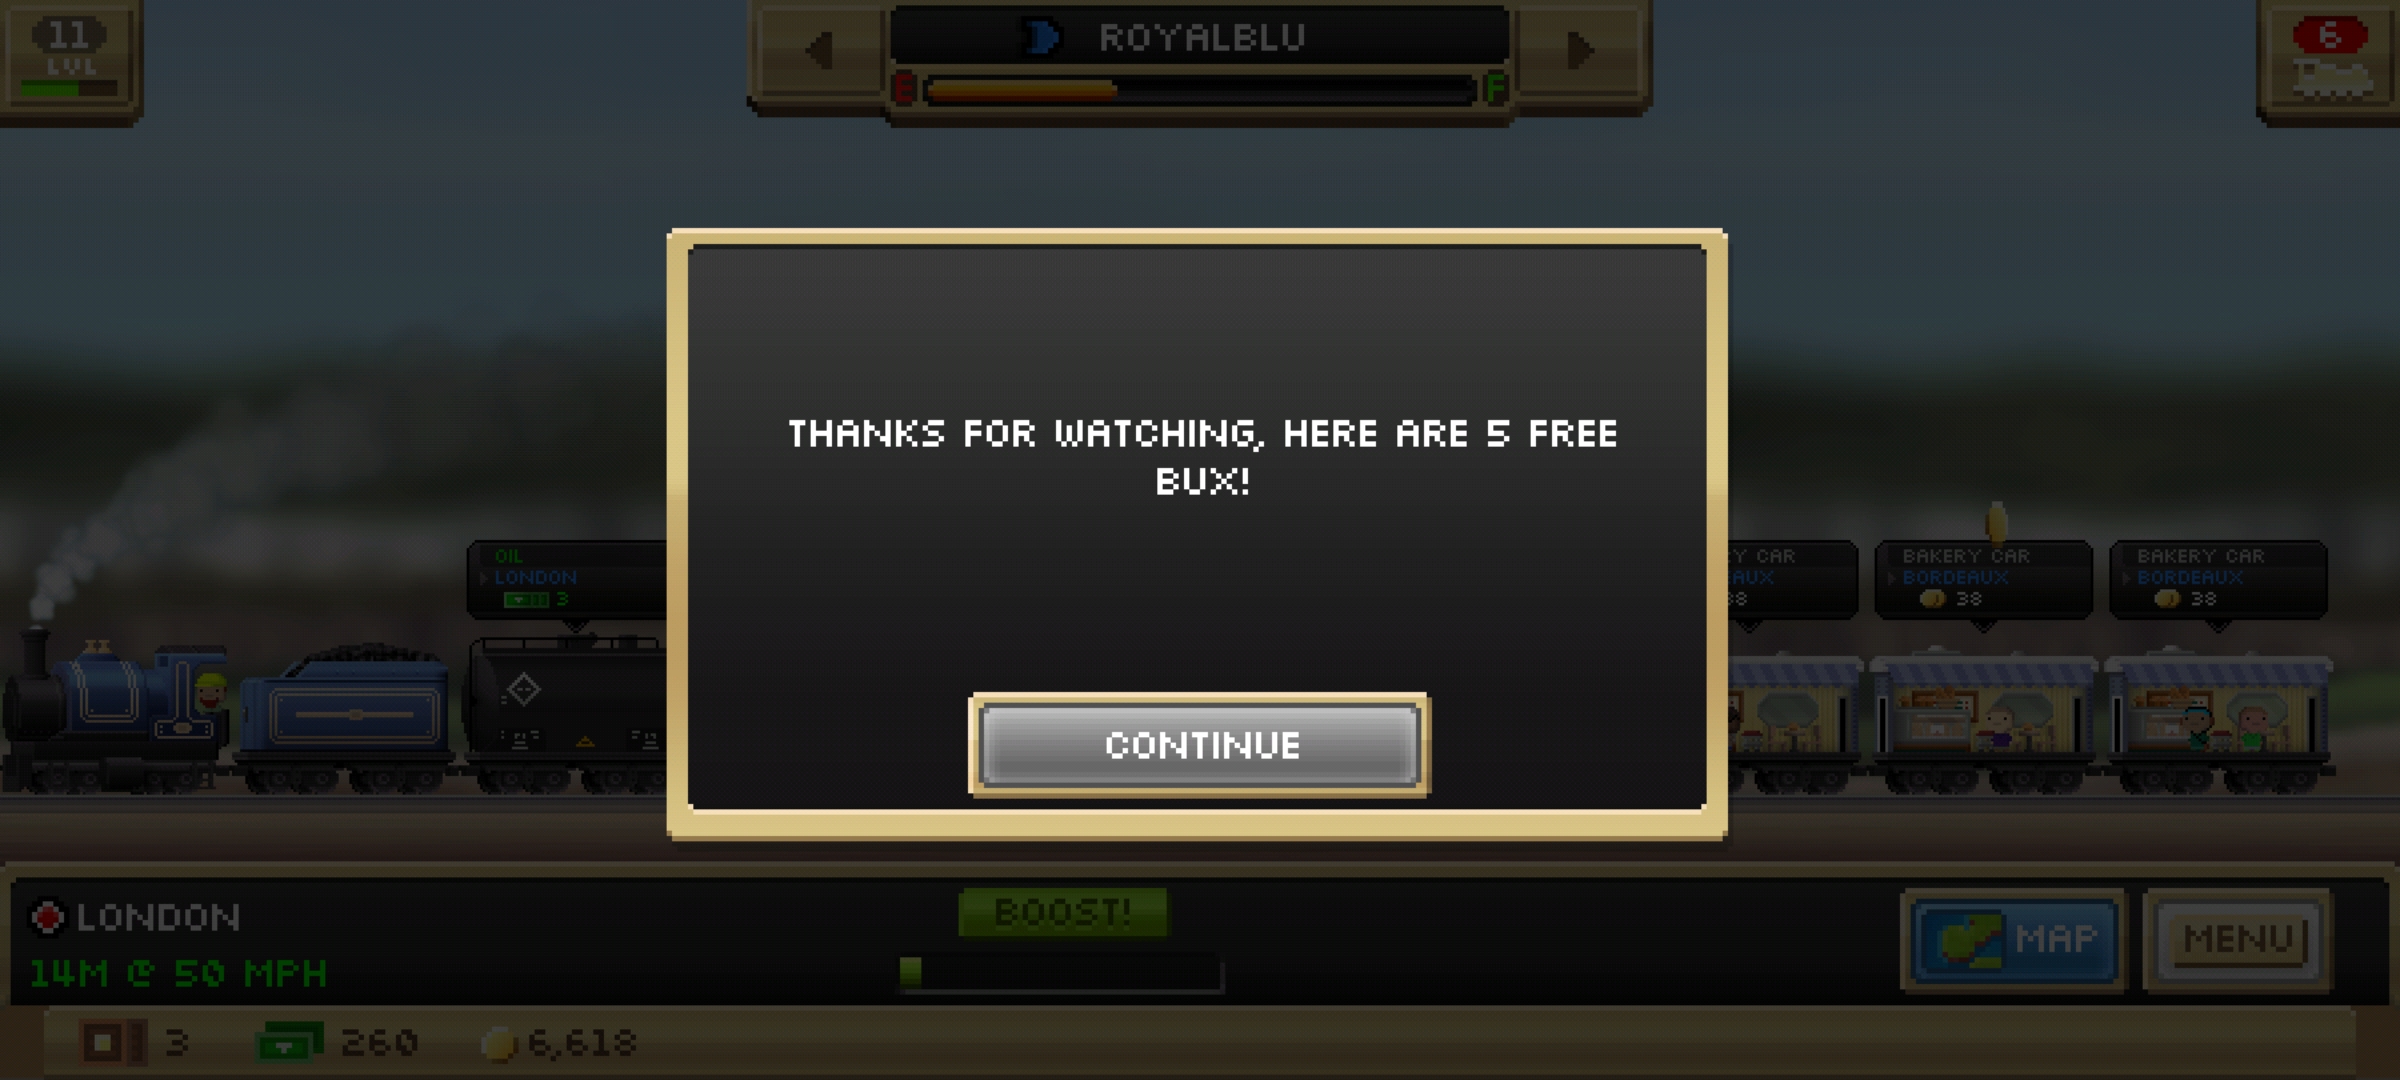 11
LVL
ROYALBLU
E
F
6
THANKS FOR WATCHING, HERE ARE 5 FREE
BUX!
CONTINUE
OIL
LONDON
3
BAKERY CAR
BORDEAUX
38
BAKERY CAR
BORDEAUX
38
LONDON
14M @ 50 MPH
BOOST!
MAP
MENU
3
260
6,618